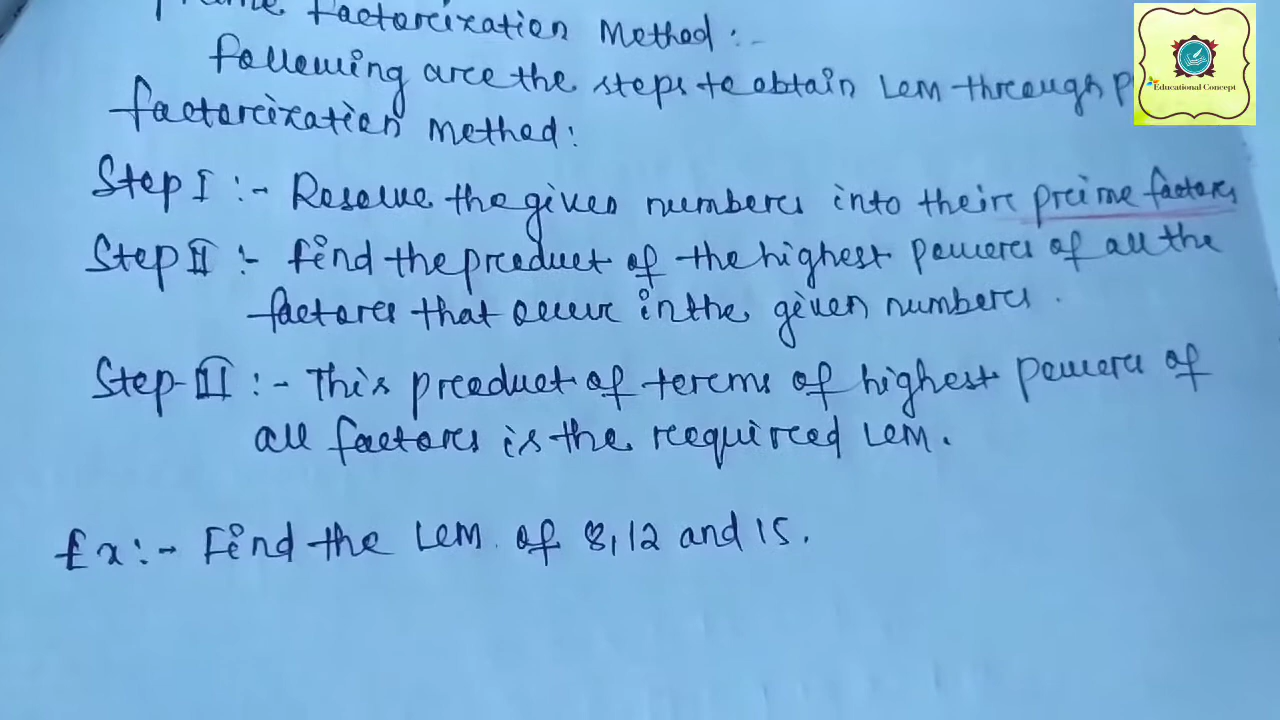 Prime Factorization Method :-
Following are the steps to obtain LCM through
factorization method:
Step I :- Resolve the given numbers into their prime factors
Step II :- Find the product of the highest powers of all the
factors that occur in the given numbers.
Step-III :- This product of terms of highest powers of
all factors is the required LCM.
Ex :- Find the LCM of 8, 12 and 15.
Educational Concept